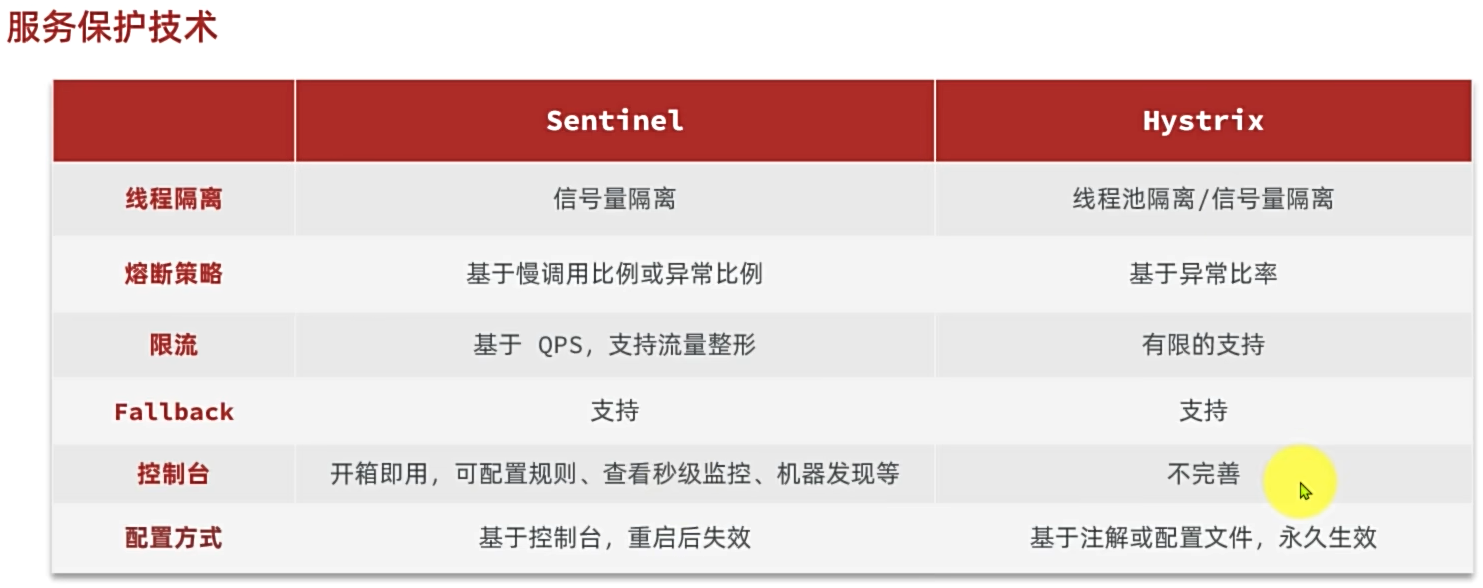 服务保护技术
Sentinel Hystrix
线程隔离 信号量隔离 线程池隔离/信号量隔离
熔断策略 基于慢调用比例或异常比例 基于异常比率
限流 基于 QPS，支持流量整形 有限的支持
Fallback 支持 支持
控制台 开箱即用，可配置规则、查看秒级监控、机器发现等 不完善
配置方式 基于控制台，重启后失效 基于注解或配置文件，永久生效